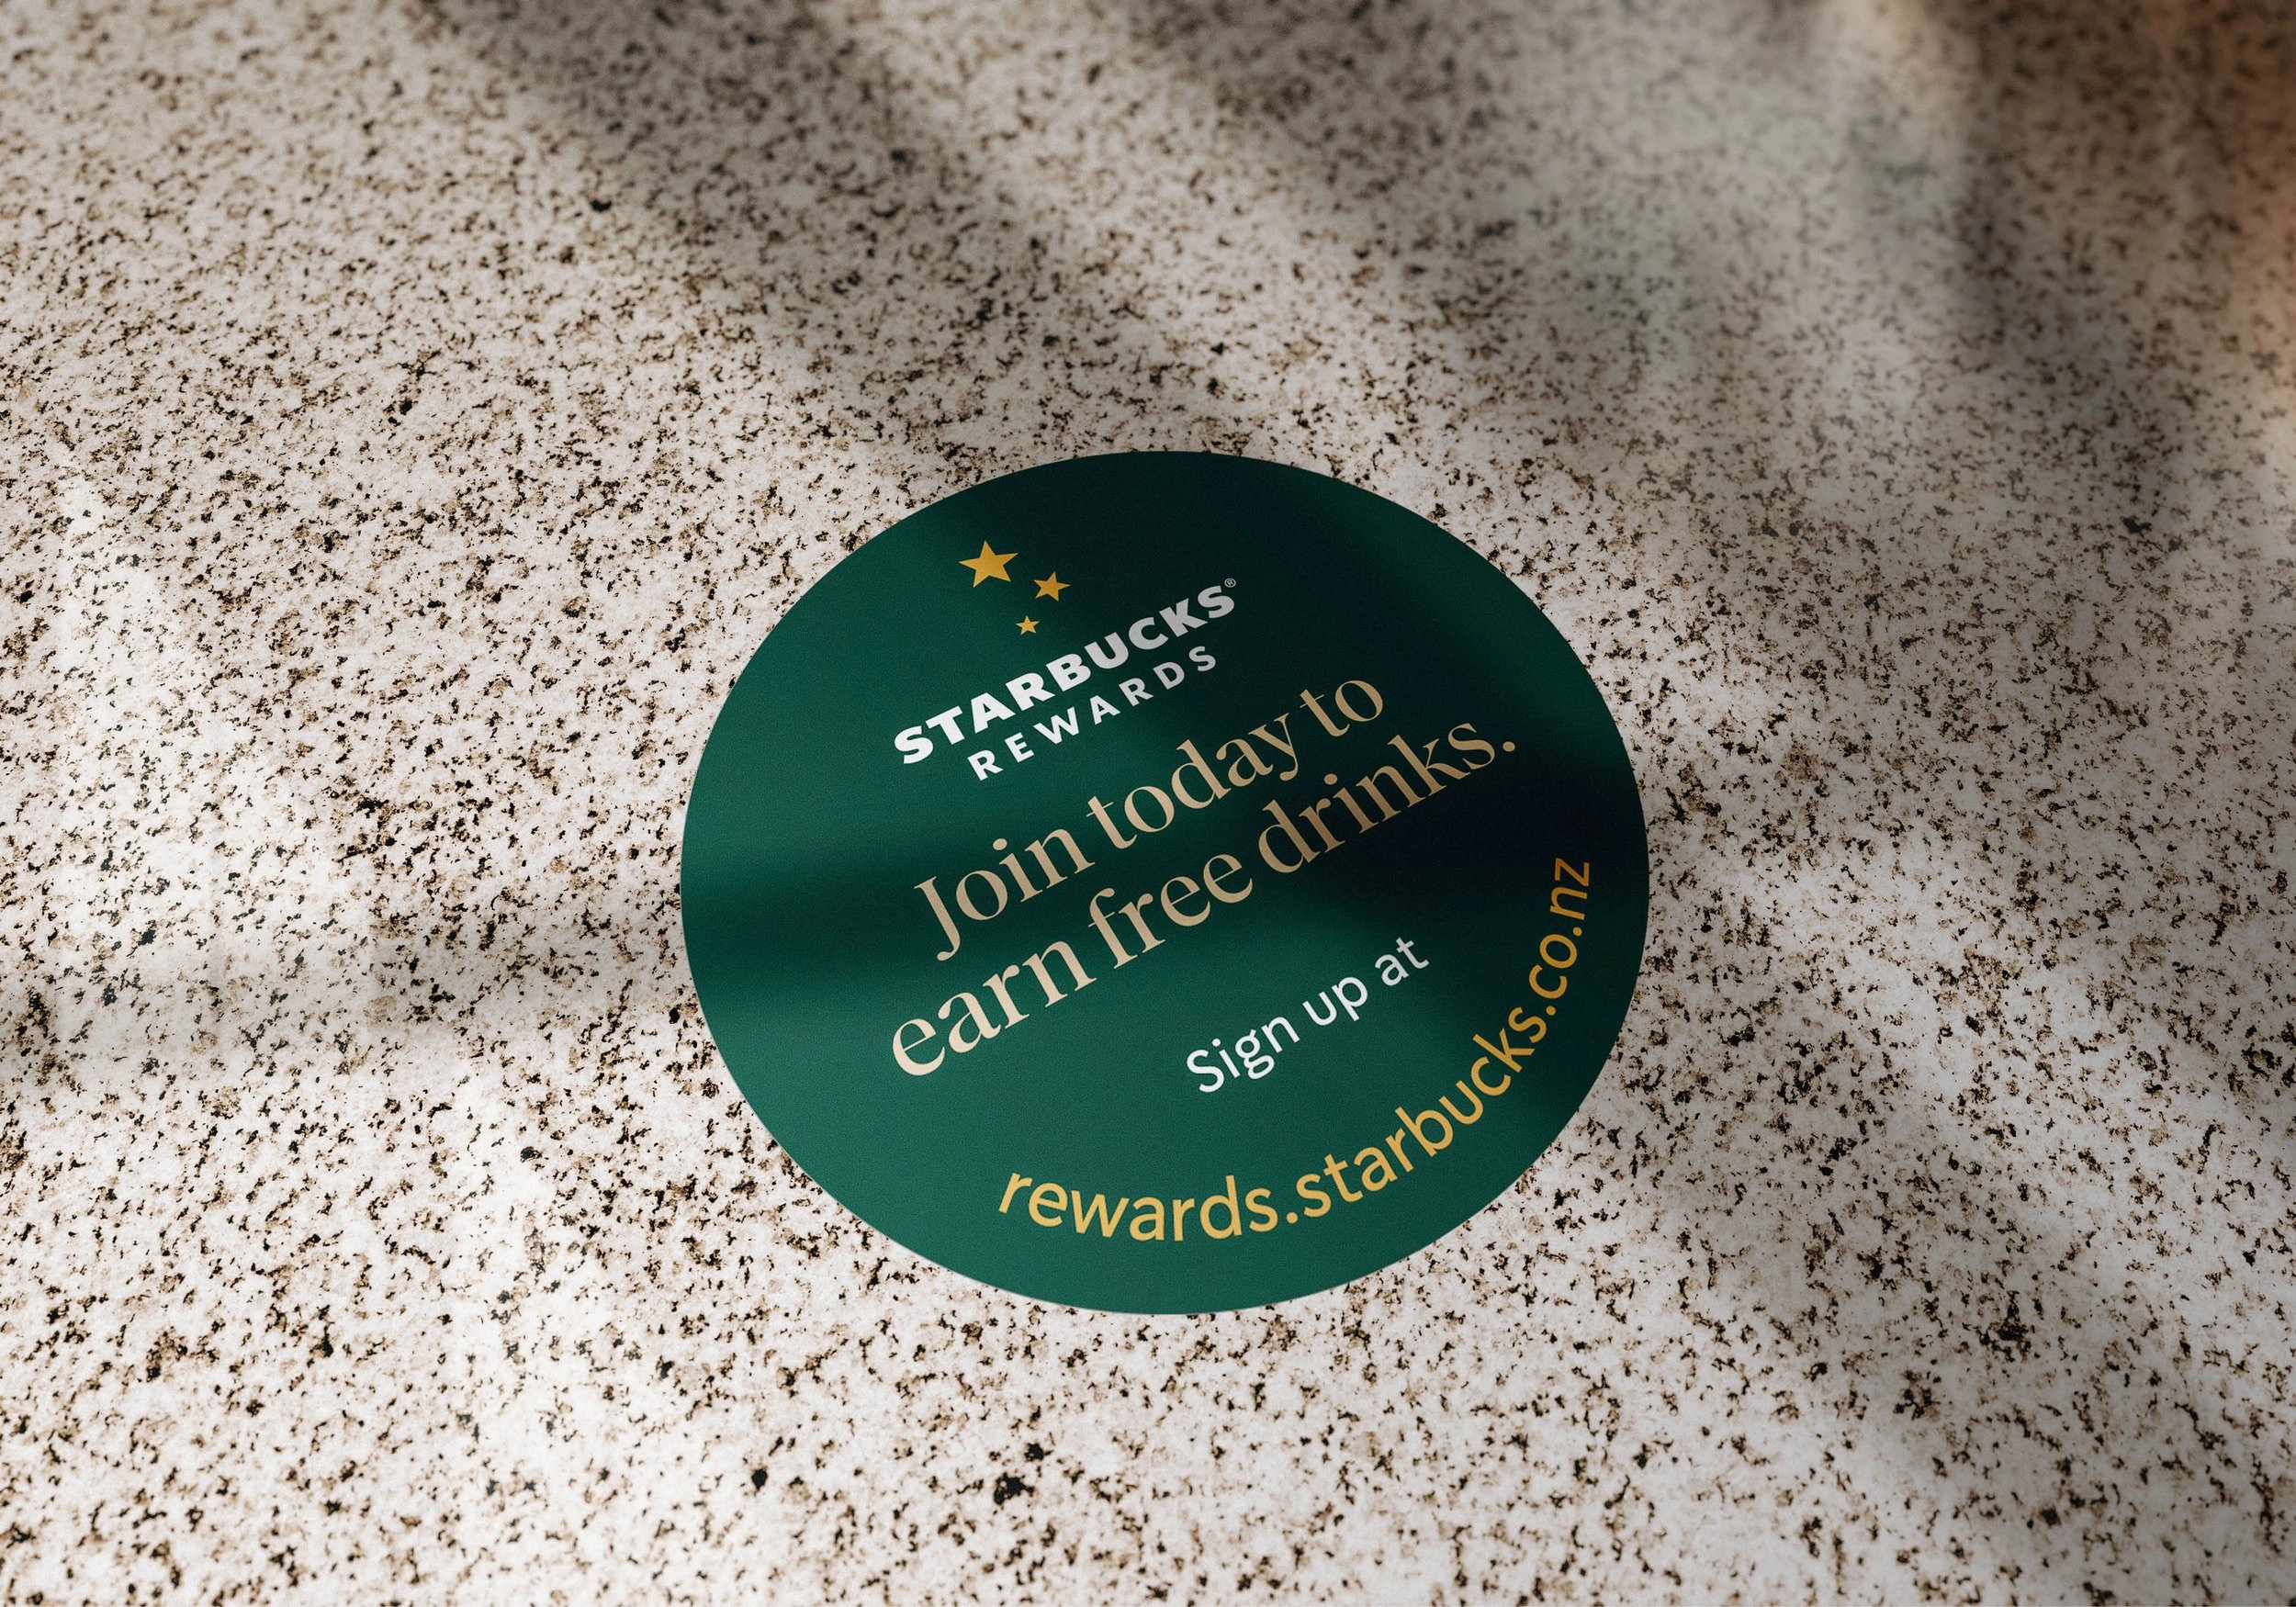 STARBUCKS®
REWARDS
Join today to
earn free drinks.
Sign up at
rewards.starbucks.co.nz